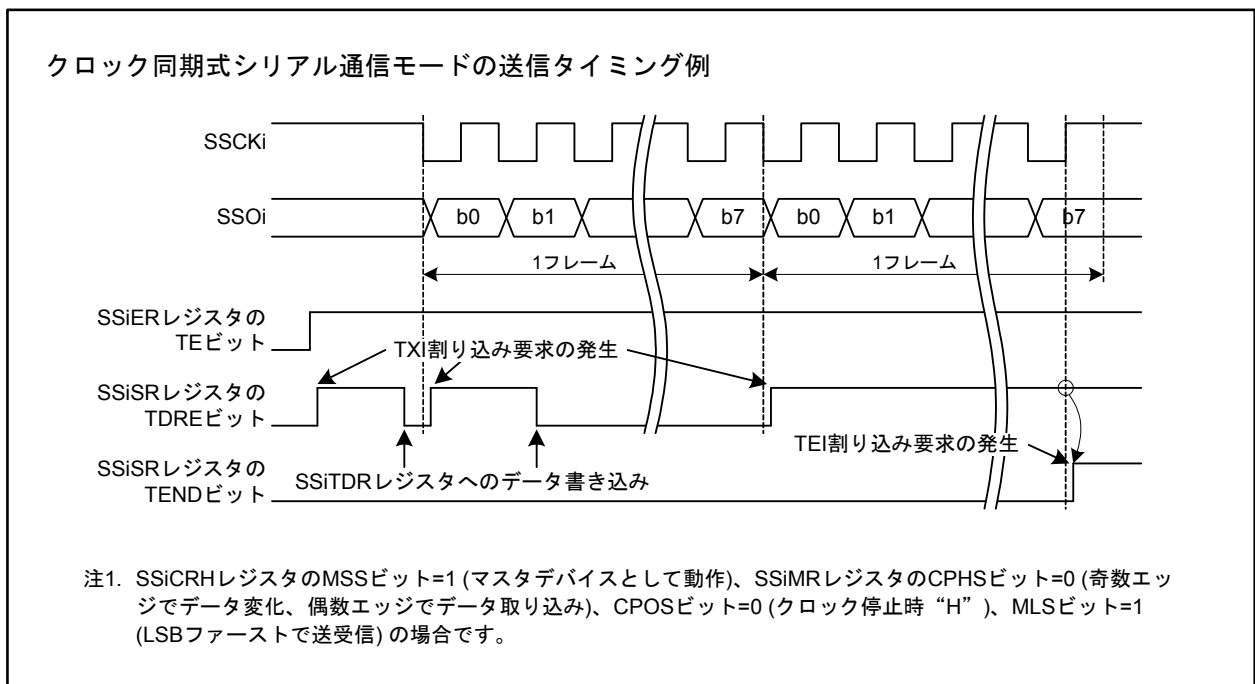 クロック同期式シリアル通信モードの送信タイミング例
SSCKi
SSOi
b0
b1
b7
b0
b1
b7
1フレーム
1フレーム
SSiERレジスタの
TEビット
TXI割り込み要求の発生
SSiSRレジスタの
TDREビット
TEI割り込み要求の発生
SSiSRレジスタの
TENDビット
SSiTDRレジスタへのデータ書き込み
注1. SSiCRHレジスタのMSSビット=1 (マスタデバイスとして動作)、SSiMRレジスタのCPHSビット=0 (奇数エッ
ジでデータ変化、偶数エッジでデータ取り込み)、CPOSビット=0 (クロック停止時“H”)、MLSビット=1
(LSBファーストで送受信) の場合です。